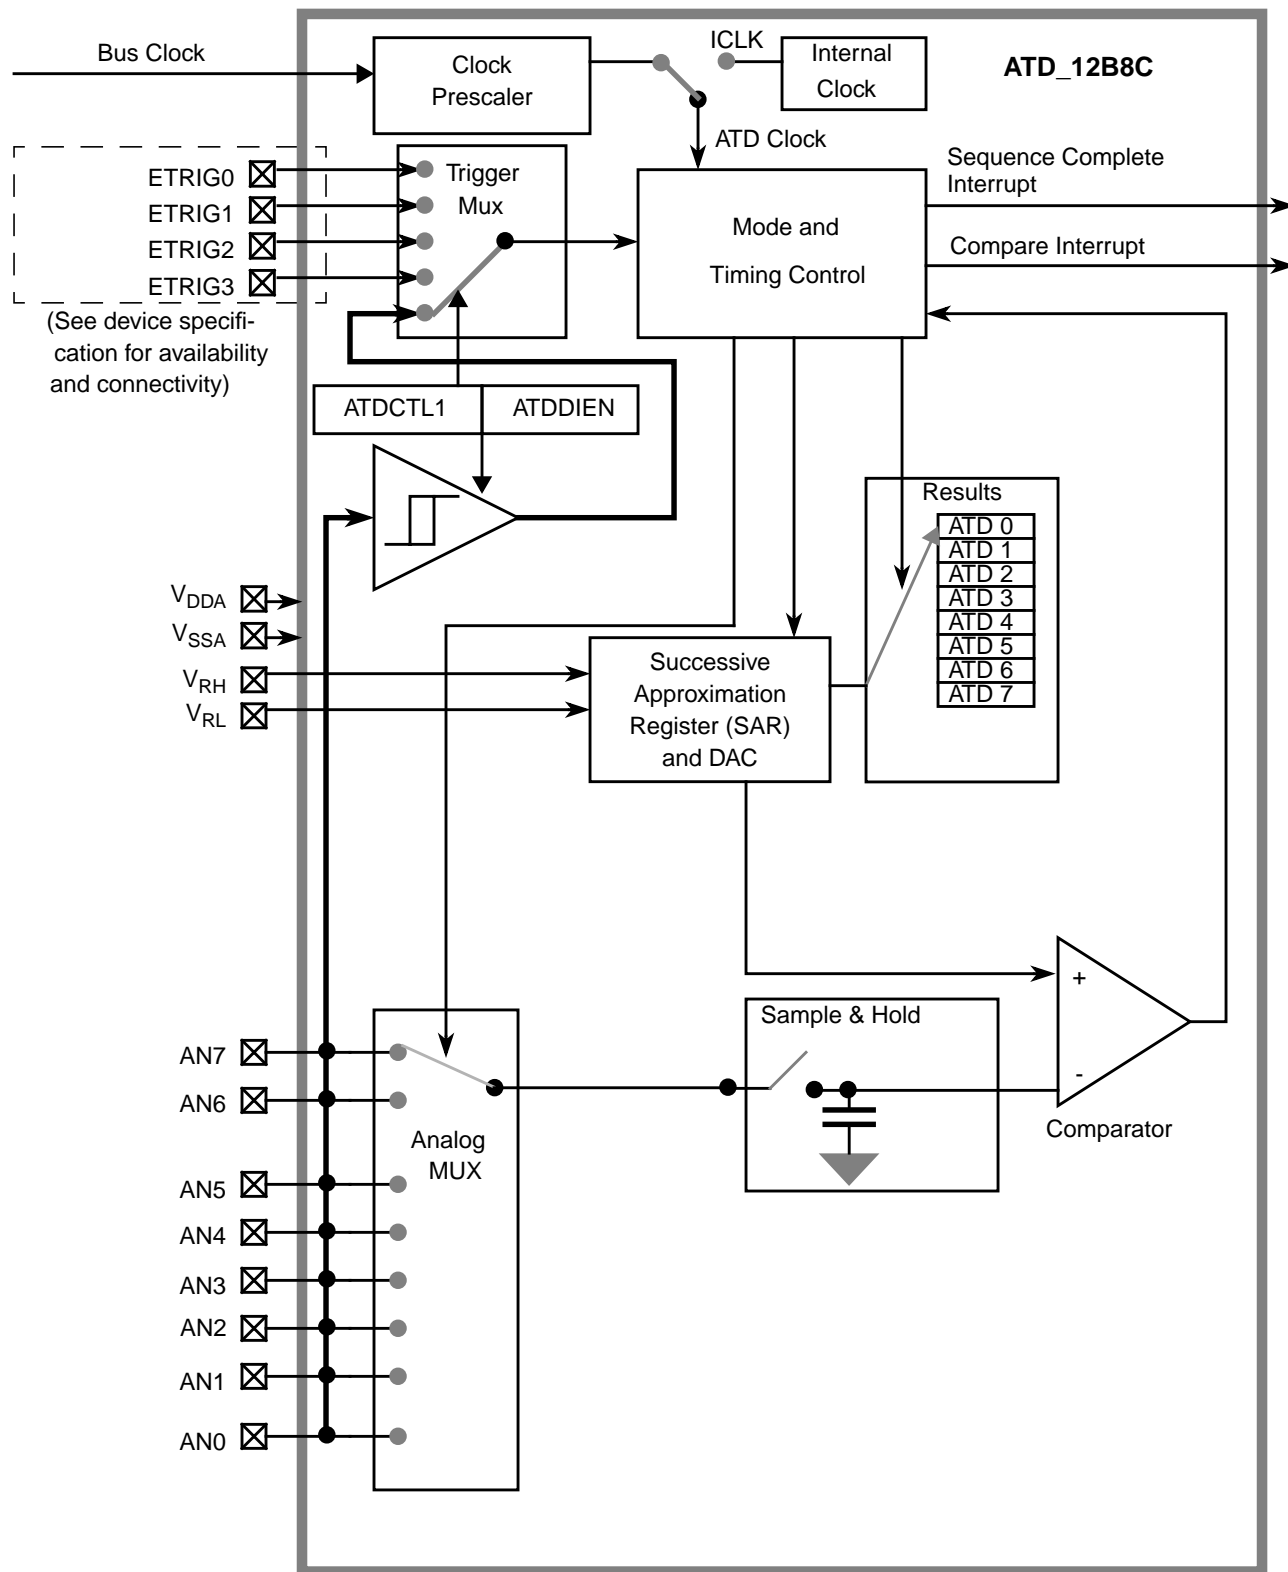 Bus Clock
Clock
Prescaler
ICLK
Internal
Clock
ATD_12B8C
ATD Clock
ETRIG0
ETRIG1
ETRIG2
ETRIG3
(See device specifi-
cation for availability
and connectivity)
Trigger
Mux
Mode and
Timing Control
Sequence Complete
Interrupt
Compare Interrupt
ATDCTL1
ATDDIEN
Results
ATD 0
ATD 1
ATD 2
ATD 3
ATD 4
ATD 5
ATD 6
ATD 7
VDDA
VSSA
VRH
VRL
Successive
Approximation
Register (SAR)
and DAC
+
-
Comparator
Sample & Hold
Analog
MUX
AN7
AN6
AN5
AN4
AN3
AN2
AN1
AN0